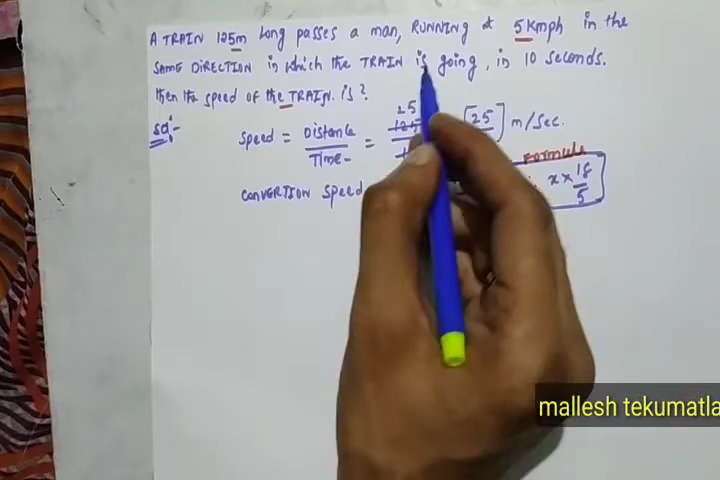 A TRAIN 125m long passes a man, RUNNING at 5Kmph in the
SAME DIRECTION in which the TRAIN is going, in 10 seconds.
then the speed of the TRAIN is?
Sol:-
Speed = Distance / Time = 25 125 [25 m/sec.
Formula
CONVERTION Speed x × 18/5
mallesh tekumatla